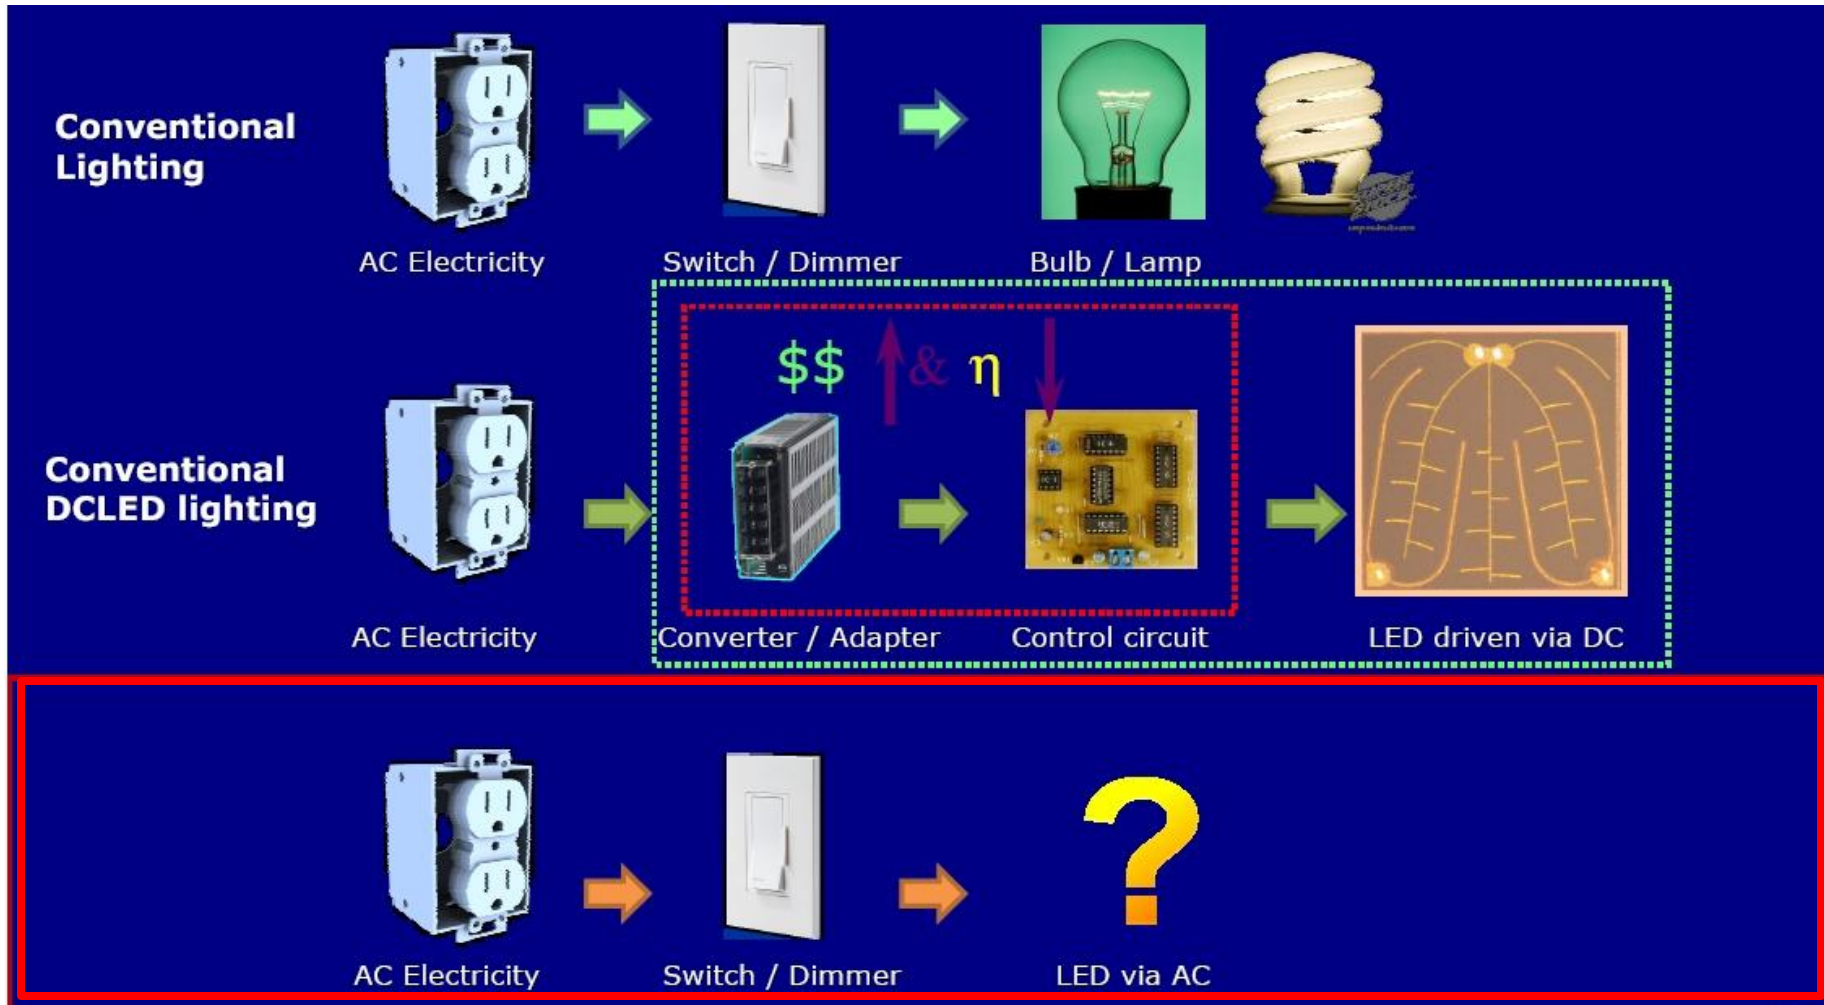 Conventional
Lighting
AC Electricity
Switch / Dimmer
Bulb / Lamp
$$ & η
Conventional
DCLED lighting
AC Electricity
Converter / Adapter
Control circuit
LED driven via DC
?
AC Electricity
Switch / Dimmer
LED via AC